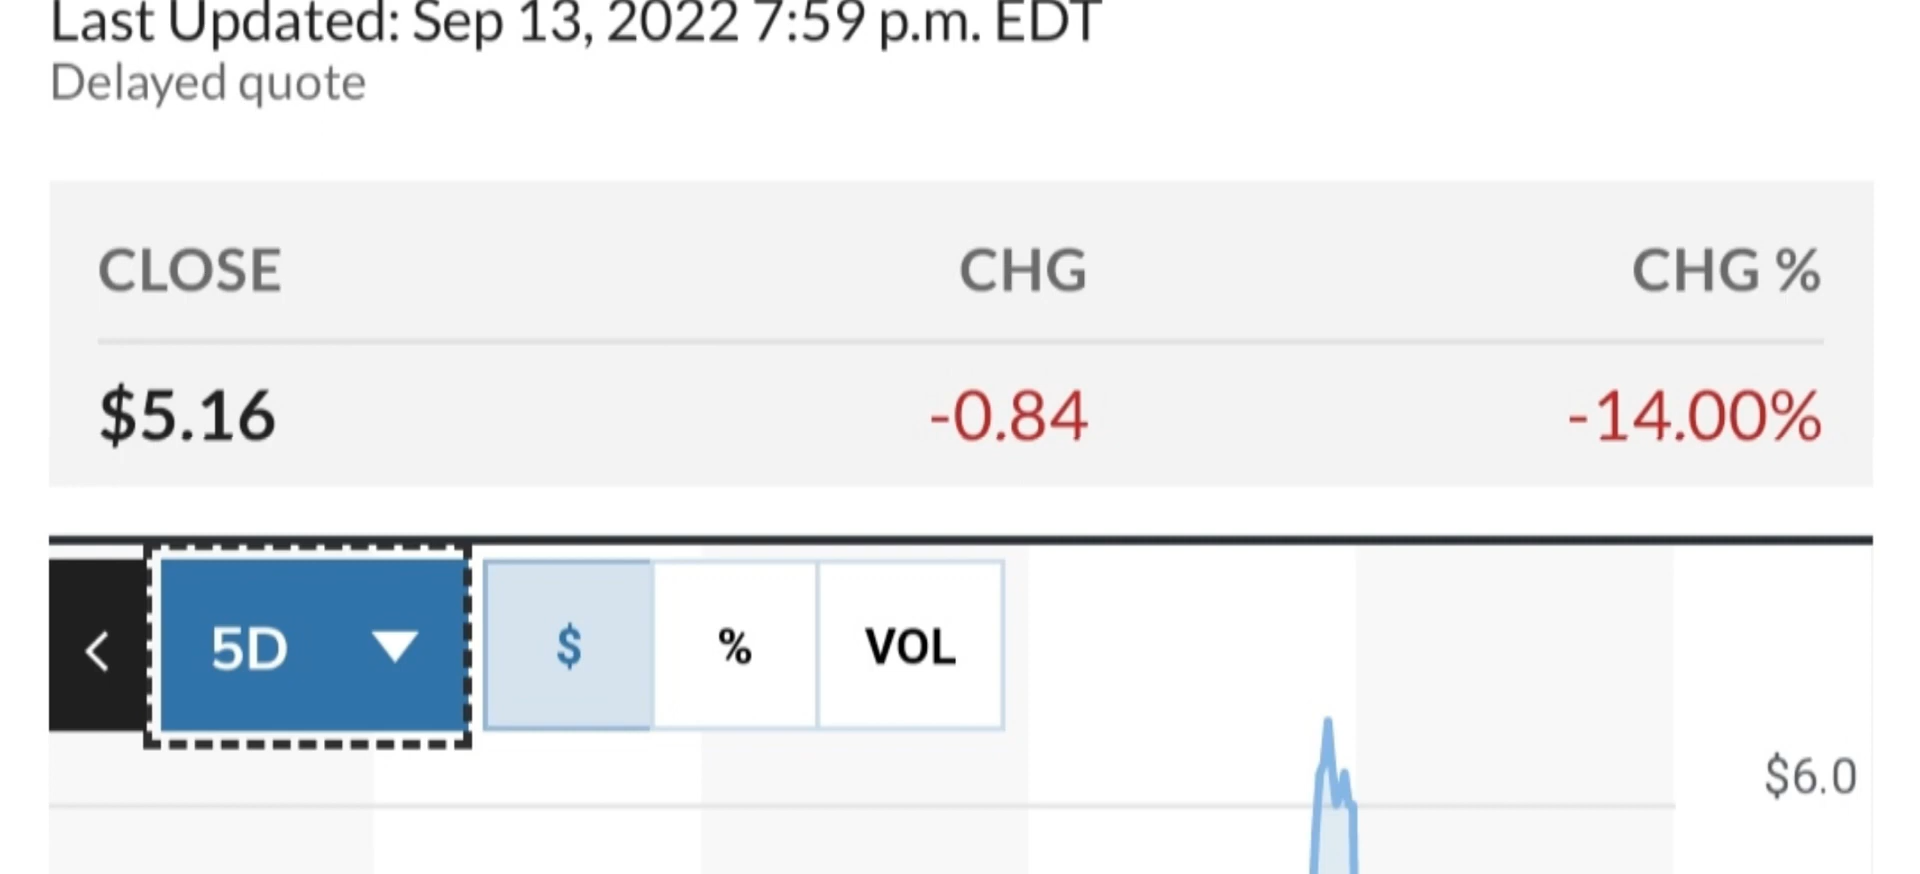 Last Updated: Sep 13, 2022 7:59 p.m. EDT
Delayed quote
CLOSE CHG CHG %
$5.16 -0.84 -14.00%
5D $ % VOL
$6.0